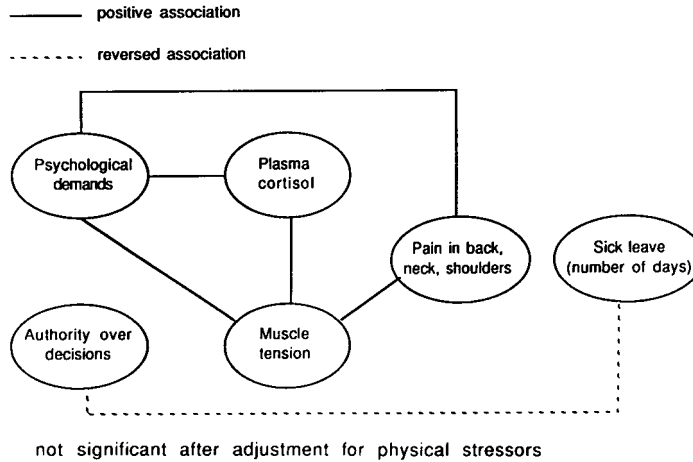 positive association
reversed association
Psychological
demands
Plasma
cortisol
Pain in back,
neck, shoulders
Sick leave
(number of days)
Authority over
decisions
Muscle
tension
not significant after adjustment for physical stressors